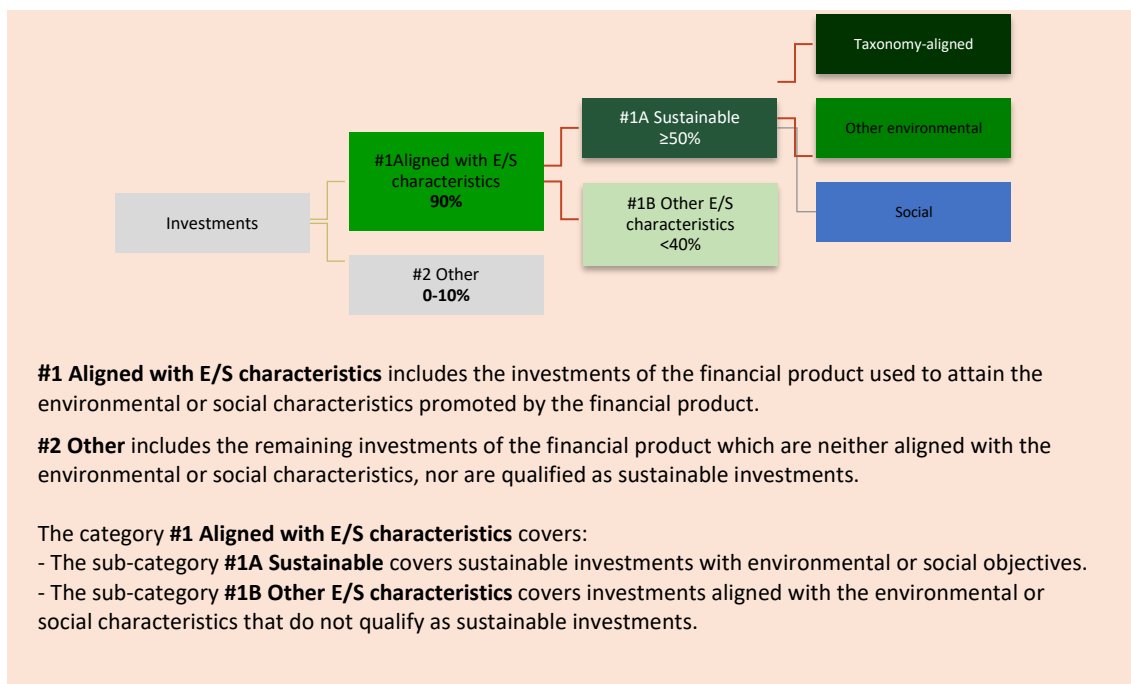 Taxonomy-aligned
#1A Sustainable
≥50%
Other environmental
#1Aligned with E/S
characteristics
90%
#1B Other E/S
characteristics
<40%
Social
Investments
#2 Other
0-10%
#1 Aligned with E/S characteristics includes the investments of the financial product used to attain the
environmental or social characteristics promoted by the financial product.
#2 Other includes the remaining investments of the financial product which are neither aligned with the
environmental or social characteristics, nor are qualified as sustainable investments.
The category #1 Aligned with E/S characteristics covers:
- The sub-category #1A Sustainable covers sustainable investments with environmental or social objectives.
- The sub-category #1B Other E/S characteristics covers investments aligned with the environmental or
social characteristics that do not qualify as sustainable investments.